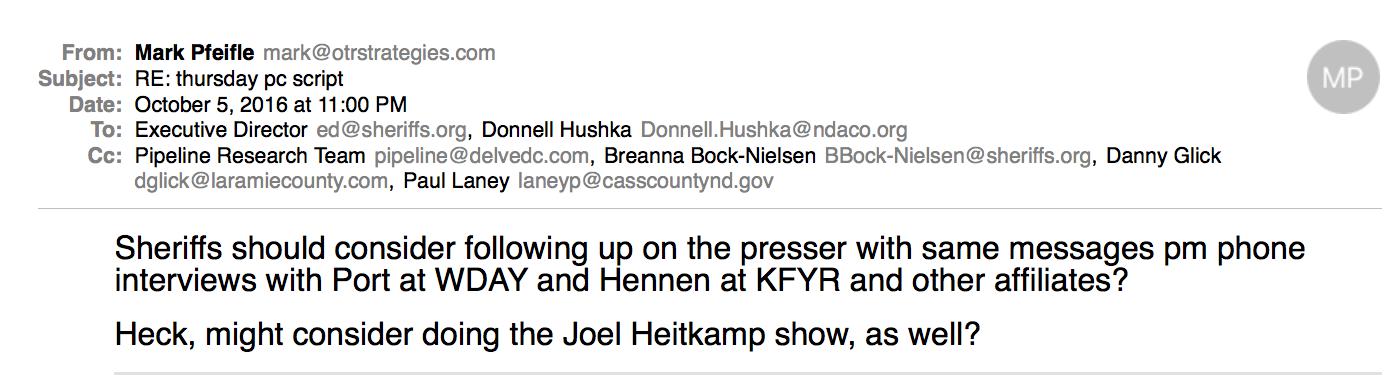 From: Mark Pfeifle mark@otrstrategies.com
Subject: RE: thursday pc script
Date: October 5, 2016 at 11:00 PM
To: Executive Director ed@sheriffs.org, Donnell Hushka Donnell.Hushka@ndaco.org
Cc: Pipeline Research Team pipeline@delvedc.com, Breanna Bock-Nielsen BBock-Nielsen@sheriffs.org, Danny Glick
dglick@laramiecounty.com, Paul Laney laneyp@casscountynd.gov
MP
Sheriffs should consider following up on the presser with same messages pm phone
interviews with Port at WDAY and Hennen at KFYR and other affiliates?
Heck, might consider doing the Joel Heitkamp show, as well?